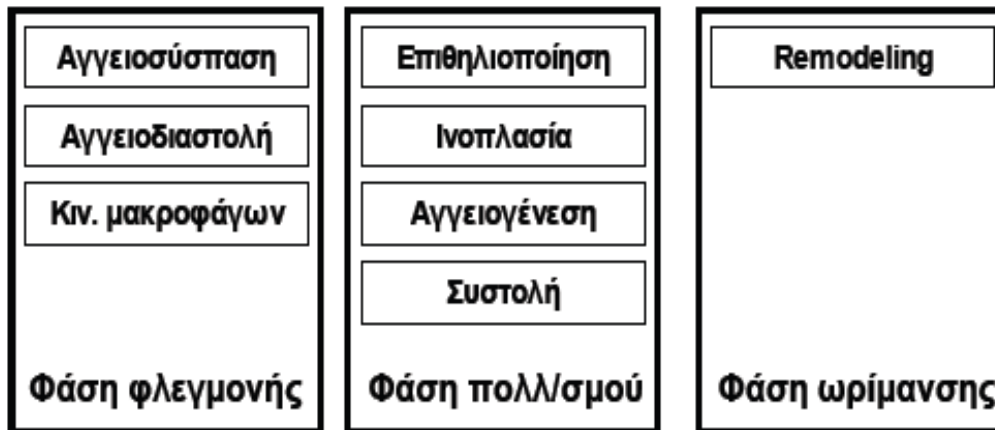 Αγγειοσύσπαση
Αγγειοδιαστολή
Κιν. μακροφάγων
Φάση φλεγμονής
Επιθηλιοποίηση
Ινοπλασία
Αγγειογένεση
Συστολή
Φάση πολλ/σμού
Remodeling
Φάση ωρίμανσης